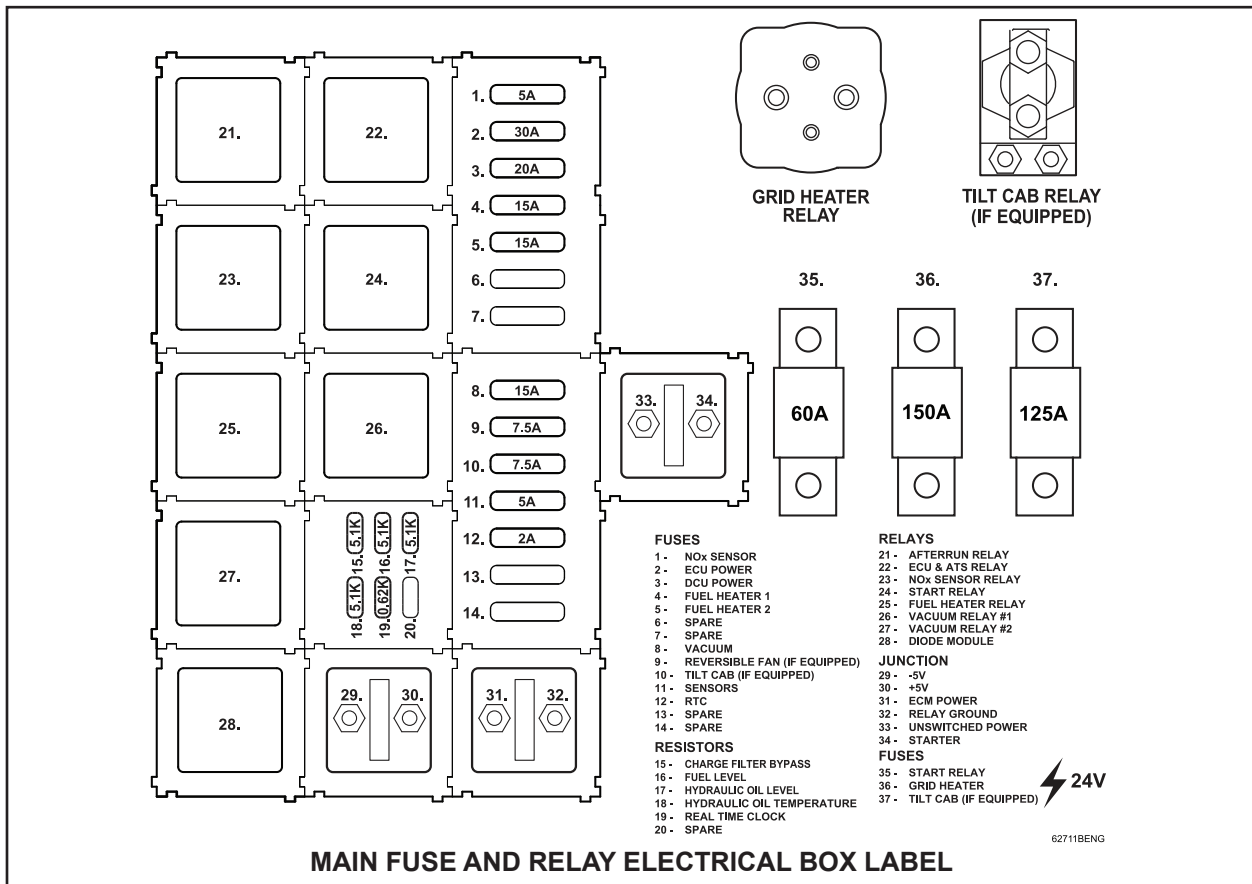 21.
22.
1. 5A
2. 30A
3. 20A
4. 15A
5. 15A
6.
7.
23.
24.
GRID HEATER
RELAY
TILT CAB RELAY
(IF EQUIPPED)
25.
26.
8. 15A
9. 7.5A
10. 7.5A
11. 5A
12. 2A
13.
14.
33.
34.
35.
36.
37.
60A
150A
125A
27.
15. 5,1K
16. 5,1K
17. 5,1K
18. 5,1K
19. 0,62K
20.
28.
29.
30.
31.
32.
FUSES
1 - NOx SENSOR
2 - ECU POWER
3 - DCU POWER
4 - FUEL HEATER 1
5 - FUEL HEATER 2
6 - SPARE
7 - SPARE
8 - VACUUM
9 - REVERSIBLE FAN (IF EQUIPPED)
10 - TILT CAB (IF EQUIPPED)
11 - SENSORS
12 - RTC
13 - SPARE
14 - SPARE
RESISTORS
15 - CHARGE FILTER BYPASS
16 - FUEL LEVEL
17 - HYDRAULIC OIL LEVEL
18 - HYDRAULIC OIL TEMPERATURE
19 - REAL TIME CLOCK
20 - SPARE
RELAYS
21 - AFTERRUN RELAY
22 - ECU & ATS RELAY
23 - NOx SENSOR RELAY
24 - START RELAY
25 - FUEL HEATER RELAY
26 - VACUUM RELAY #1
27 - VACUUM RELAY #2
28 - DIODE MODULE
JUNCTION
29 - -5V
30 - +5V
31 - ECM POWER
32 - RELAY GROUND
33 - UNSWITCHED POWER
34 - STARTER
FUSES
35 - START RELAY
36 - GRID HEATER
37 - TILT CAB (IF EQUIPPED)
24V
62711BENG
MAIN FUSE AND RELAY ELECTRICAL BOX LABEL